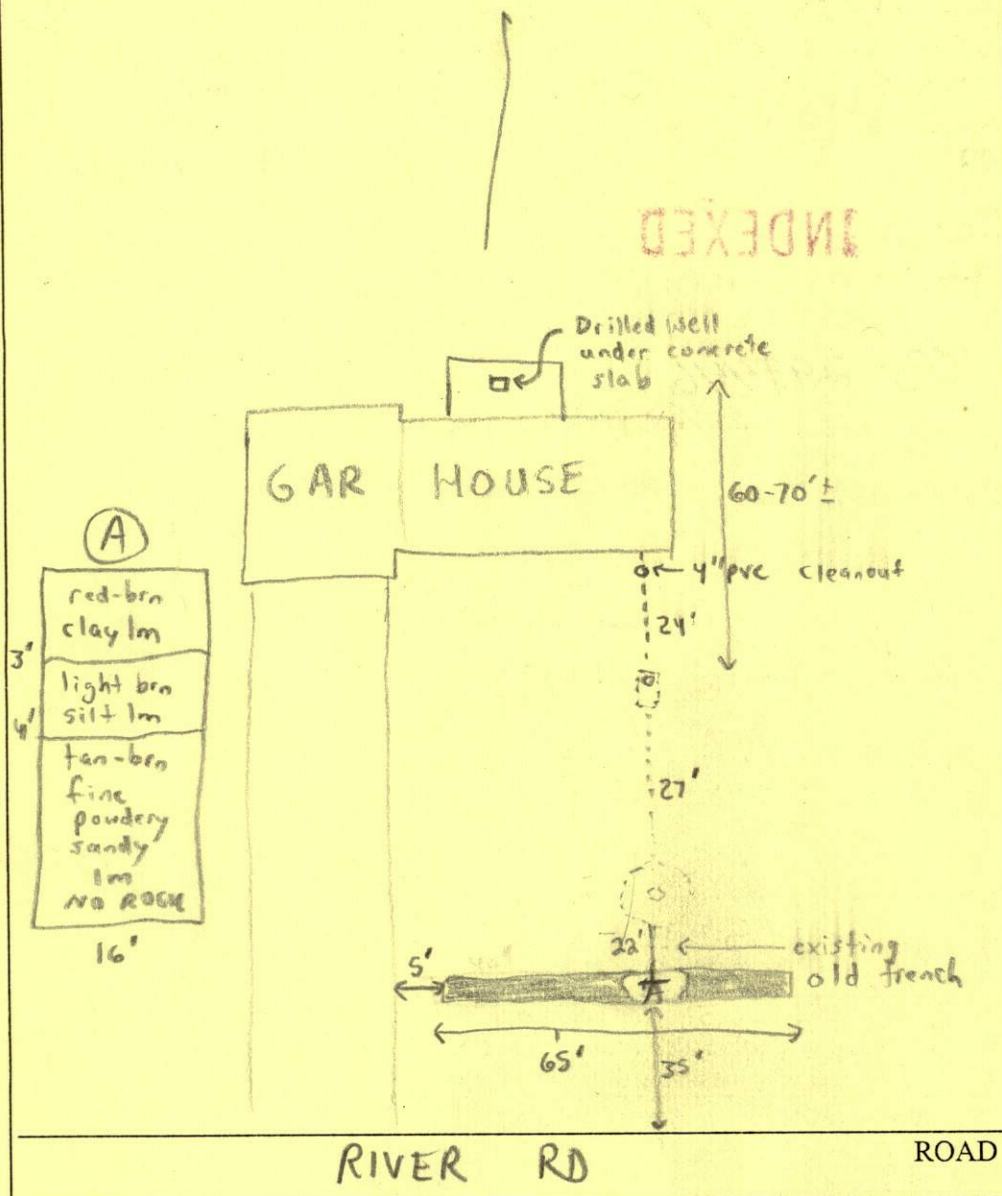 INDEXED
Drilled well
under concrete
slab
GAR
HOUSE
60-70'±
4" pvc cleanout
24'
A
red-brn
clay lm
3'
light brn
silt lm
4'
tan-brn
fine
powdery
sandy
lm
NO ROCK
16'
27'
22'
existing
old trench
5'
A
65'
35'
RIVER RD
ROAD